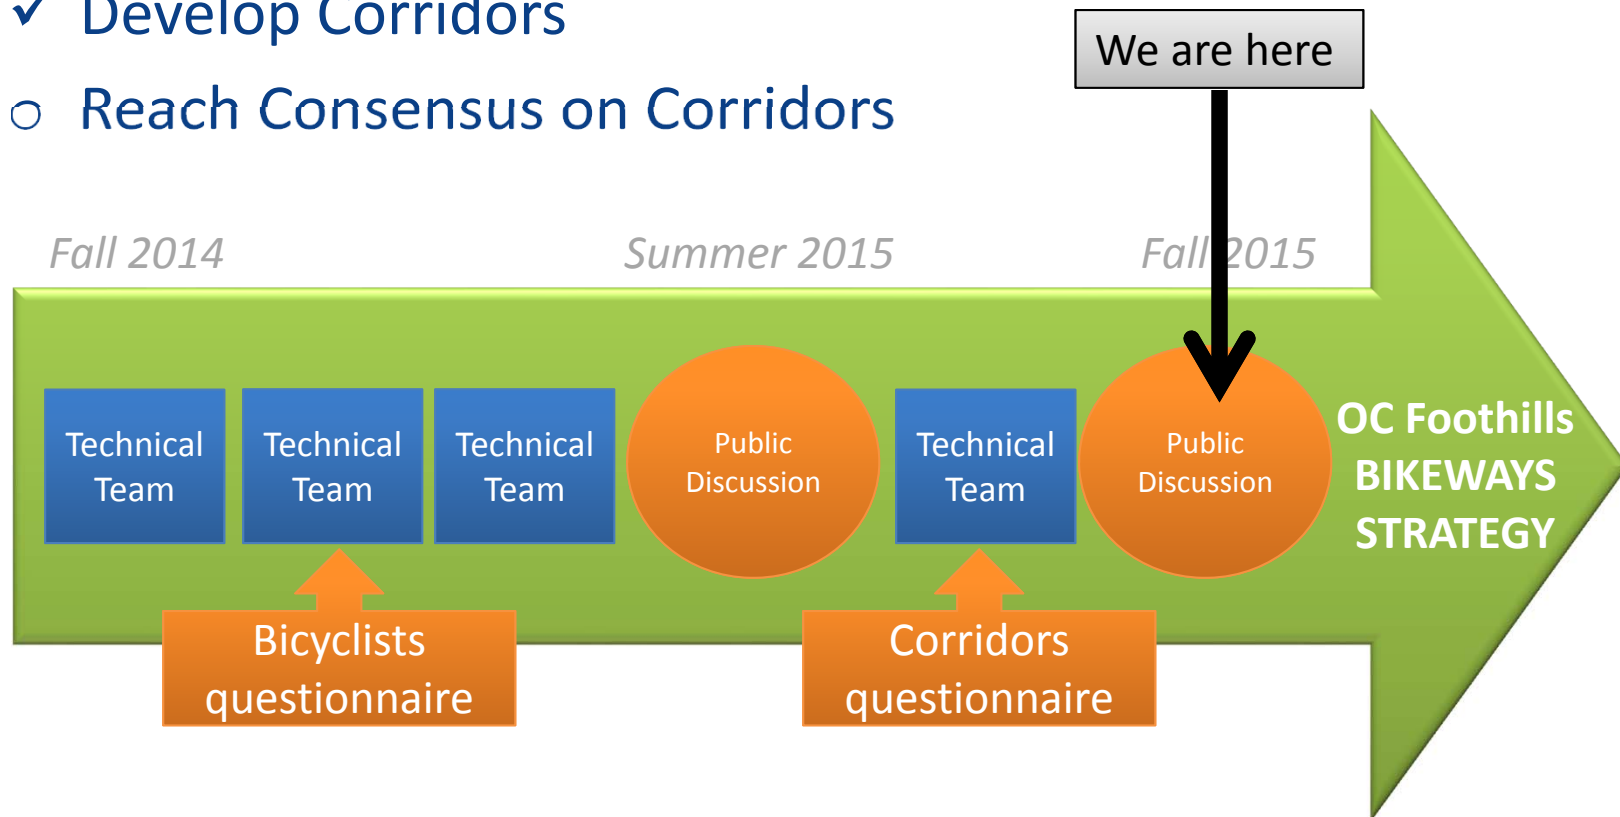 ✓ Develop Corridors
○ Reach Consensus on Corridors
We are here
Fall 2014
Summer 2015
Fall 2015
Technical
Team
Technical
Team
Technical
Team
Public
Discussion
Technical
Team
Public
Discussion
OC Foothills
BIKEWAYS
STRATEGY
Bicyclists
questionnaire
Corridors
questionnaire